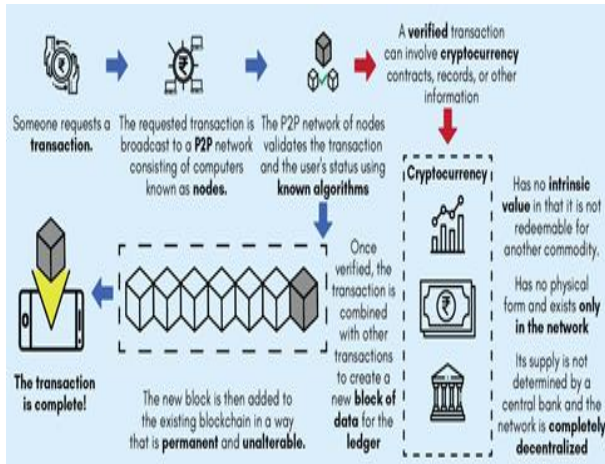 Someone requests a
transaction.
The requested transaction is
broadcast to a P2P network
consisting of computers
known as nodes.
The P2P network of nodes
validates the transaction
and the user's status using
known algorithms
A verified transaction
can involve cryptocurrency
contracts, records, or other
information
Cryptocurrency
Has no intrinsic
value in that it is not
redeemable for
another commodity.
Has no physical
form and exists only
in the network
Its supply is not
determined by a
central bank and the
network is completely
decentralized
Once
verified, the
transaction is
combined
with other
transactions
to create a
new block of
data for the
ledger
The new block is then added to
the existing blockchain in a way
that is permanent and unalterable.
The transaction
is complete!